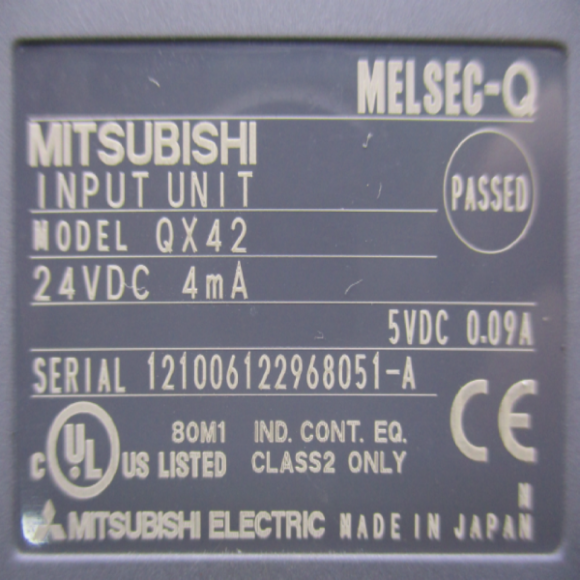 MELSEC-Q
MITSUBISHI
INPUT UNIT
PASSED
MODEL QX42
24VDC 4mA
5VDC 0.09A
SERIAL 121006122968051-A
CE
80M1 IND. CONT. EQ.
C UL US LISTED CLASS2 ONLY
N
MITSUBISHI ELECTRIC MADE IN JAPAN